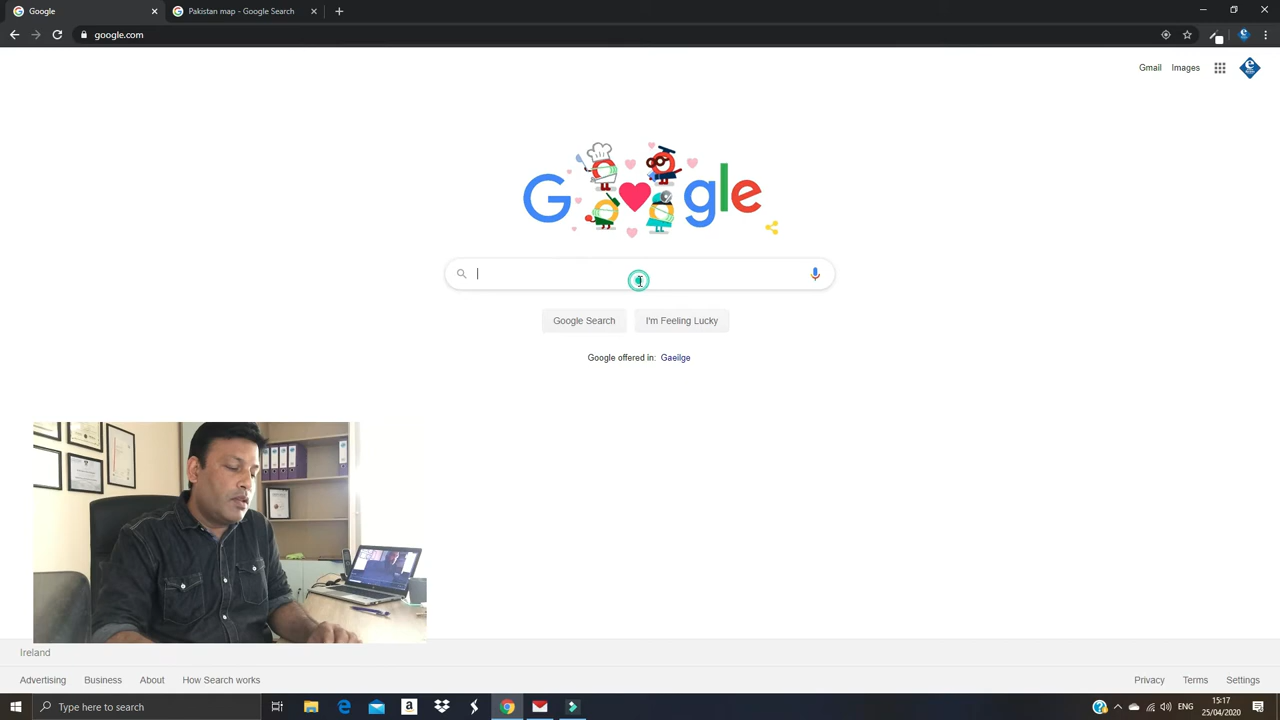 Google
Pakistan map - Google Search
google.com
Gmail
Images
Google
Google Search
I'm Feeling Lucky
Google offered in: Gaeilge
Ireland
Advertising
Business
About
How Search works
Privacy
Terms
Settings
Type here to search
ENG
15:17
25/04/2020